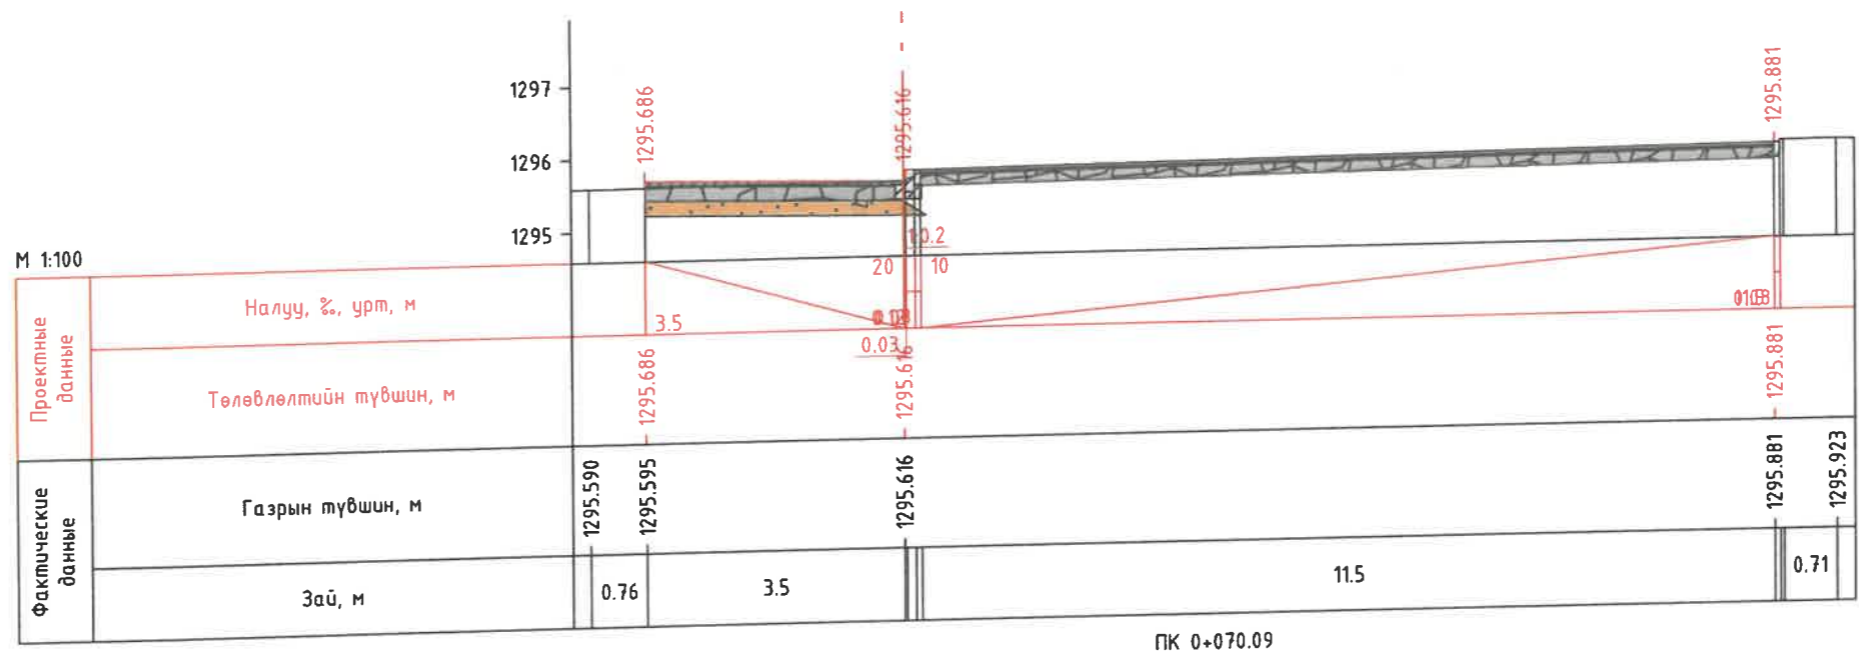 1297
1296
1295
1295.686
1295.616
1295.881
М 1:100
0.2
20
10
Проектные данные
Налуу, ‰, урт, м
3.5
0.03
Төлөвлөлтийн түвшин, м
1295.686
1295.616
1295.881
Фактические данные
Газрын түвшин, м
1295.590
1295.595
1295.616
1295.881
1295.923
Зай, м
0.76
3.5
11.5
0.71
ПК 0+070.09